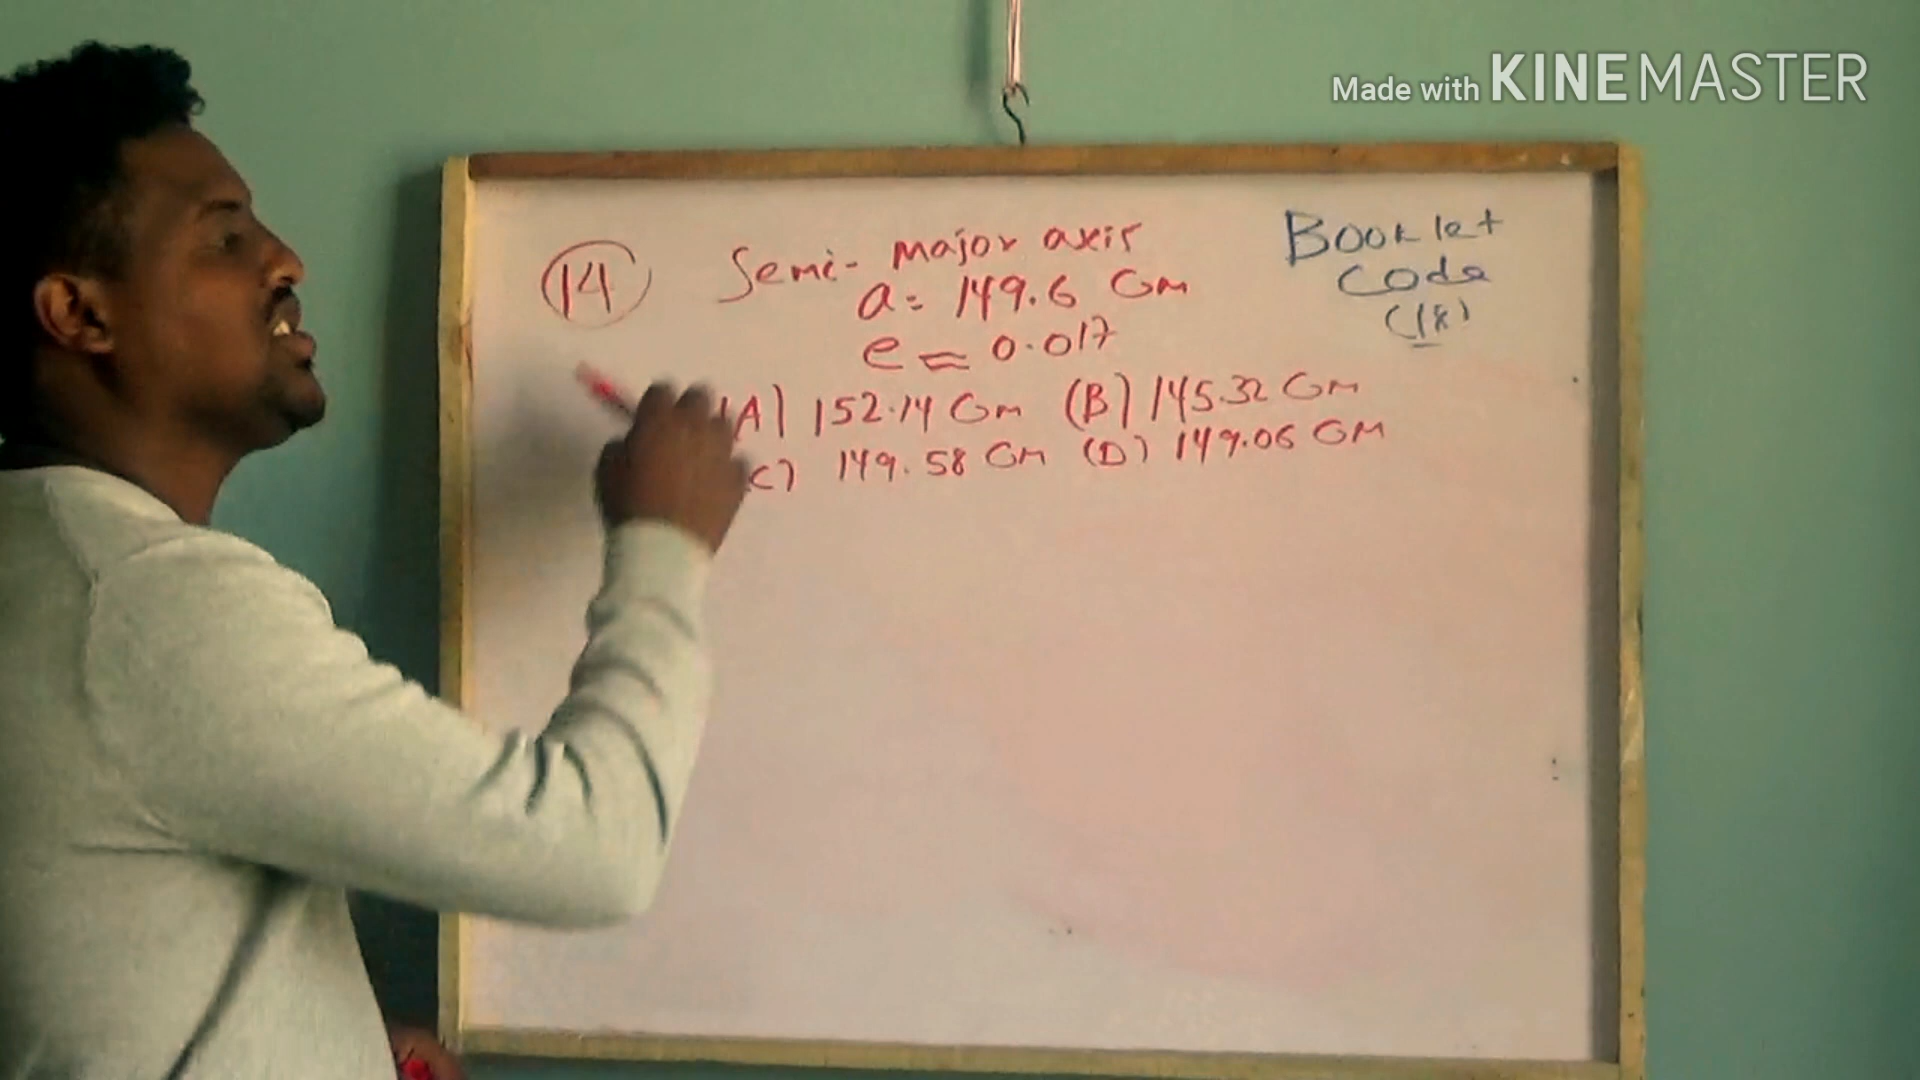 Made with KINEMASTER
14
Semi-major axis
a = 149.6 Gm
e ≈ 0.017
(A) 152.14 Gm (B) 145.32 Gm
C) 149.58 Gm (D) 149.06 GM
Booklet
Code
(18)